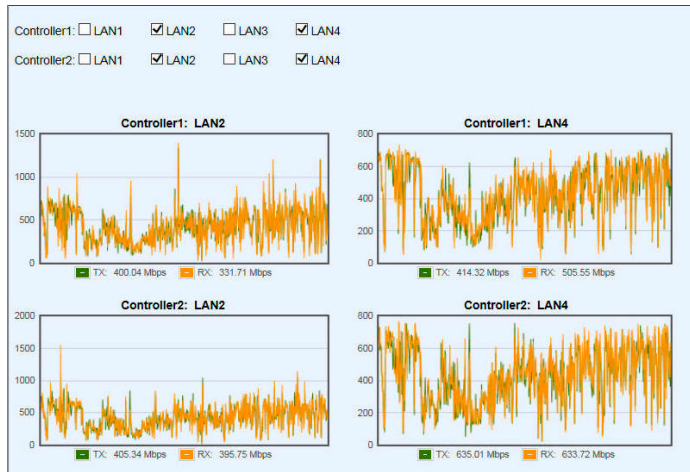 Controller1: LAN1 LAN2 LAN3 LAN4
Controller2: LAN1 LAN2 LAN3 LAN4
Controller1: LAN2
1500
1000
500
0
TX: 400.04 Mbps RX: 331.71 Mbps
Controller1: LAN4
800
600
400
200
0
TX: 414.32 Mbps RX: 505.55 Mbps
Controller2: LAN2
2000
1500
1000
500
0
TX: 405.34 Mbps RX: 395.75 Mbps
Controller2: LAN4
800
600
400
200
0
TX: 635.01 Mbps RX: 633.72 Mbps